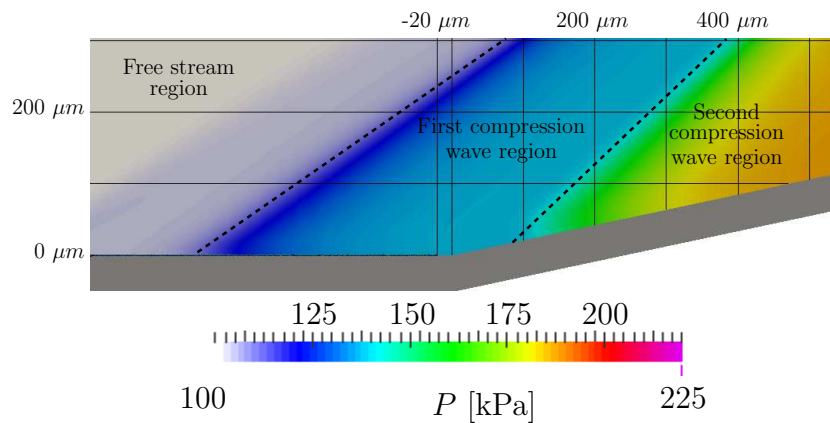 -20 μm 200 μm 400 μm
Free stream
region
200 μm
First compression
wave region
Second
compression
wave region
0 μm
125 150 175 200
100 P [kPa] 225